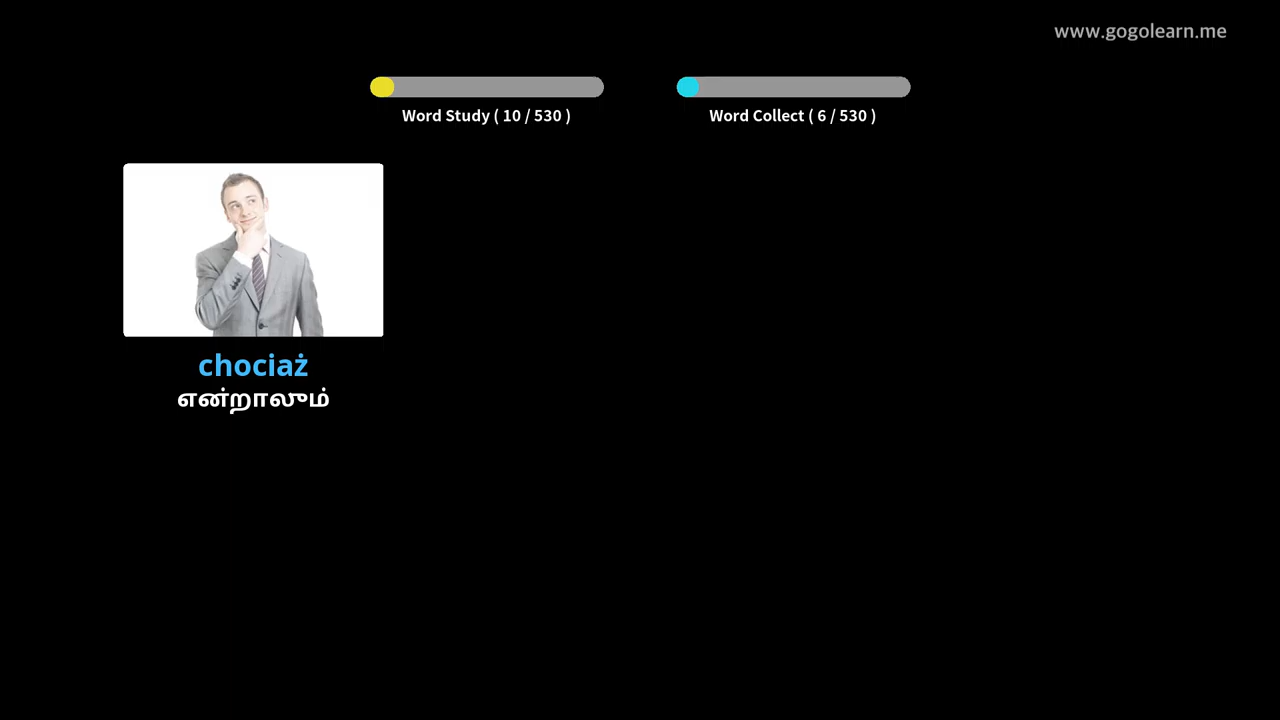 www.gogolearn.me
Word Study ( 10 / 530 )
Word Collect ( 6 / 530 )
chociaż
என்றாலும்